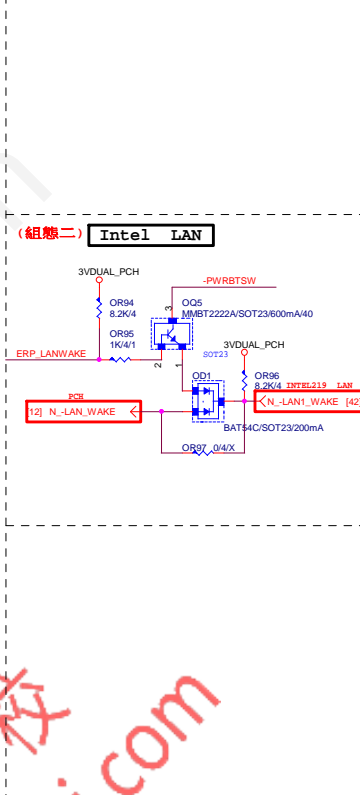 (組態二)
Intel LAN
3VDUAL_PCH
-PWRBTSW
OR94
8.2K/4
3
OQ5
MMBT2222A/SOT23/600mA/40
OR95
1K/4/1
3VDUAL_PCH
ERP_LANWAKE
SOT23
2
1
OD1
OR96
8.2K/4
INTEL219 LAN
PCH
[12] N_-LAN_WAKE
N_-LAN1_WAKE [42]
BAT54C/SOT23/200mA
OR97 0/4/X
校
.com